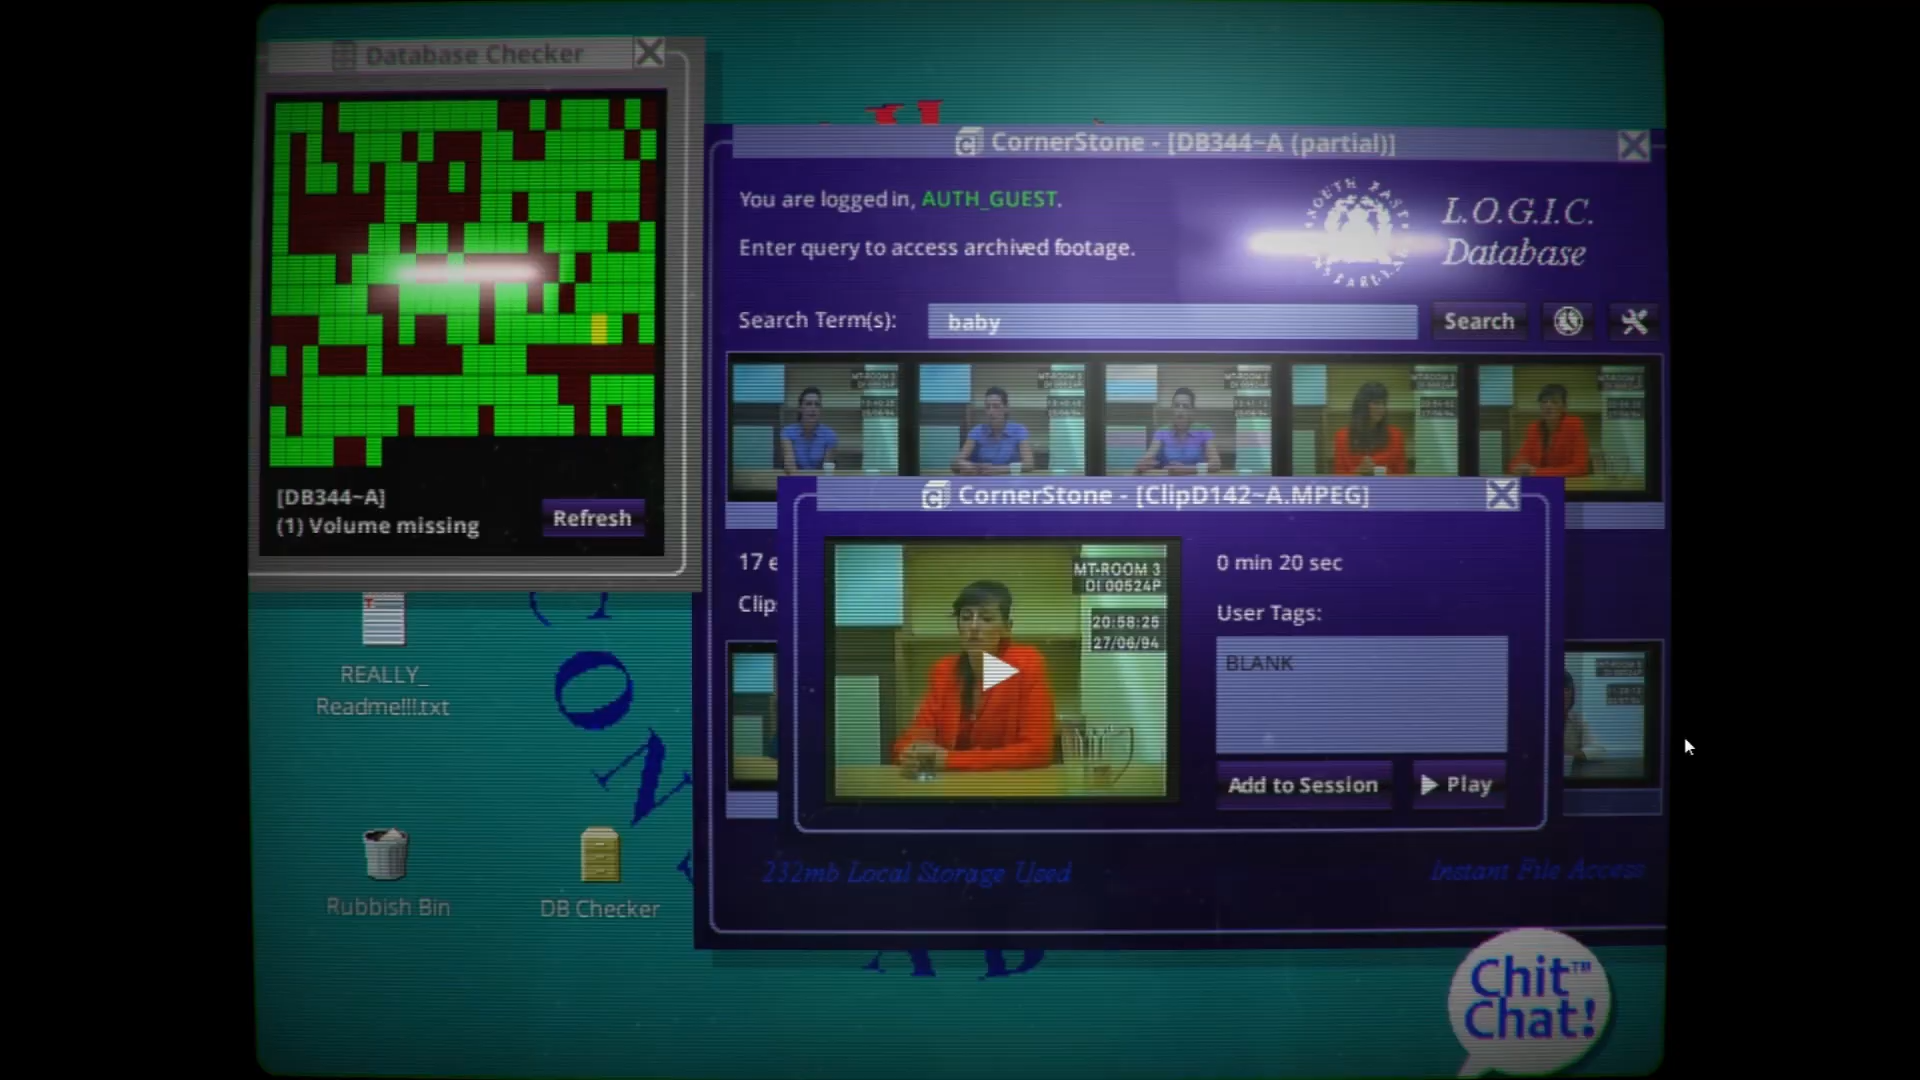 Database Checker
[DB344~A]
(1) Volume missing
Refresh
CornerStone - [DB344~A (partial)]
You are logged in, AUTH_GUEST.
Enter query to access archived footage.
L.O.G.I.C.
Database
Search Term(s):
baby
Search
17 e
Clip
CornerStone - [ClipD142~A.MPEG]
MT-ROOM 3
DI 00524P
20:58:25
27/06/94
0 min 20 sec
User Tags:
BLANK
Add to Session
Play
232mb Local Storage Used
Instant File Access
REALLY_
Readme!!!.txt
Rubbish Bin
DB Checker
Chit™
Chat!